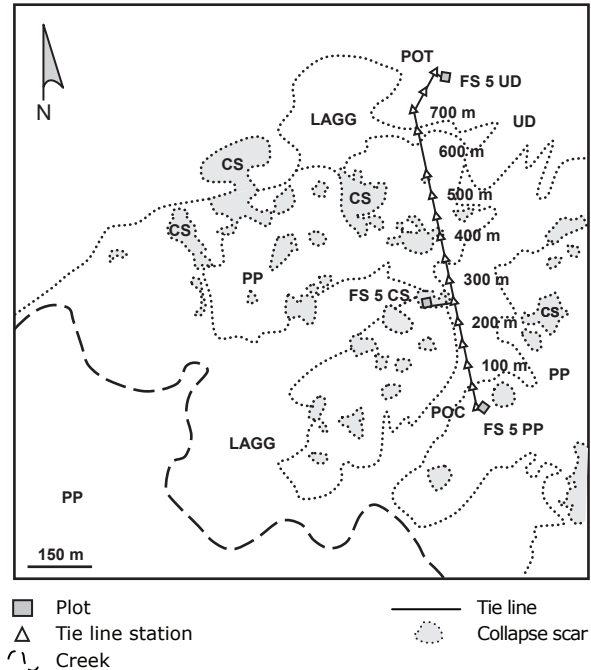 POT
FS 5 UD
700 m
LAGG
UD
600 m
CS
500 m
CS
CS
400 m
PP
300 m
FS 5 CS
CS
200 m
100 m
PP
POC
FS 5 PP
LAGG
PP
N
150 m
Plot
Tie line station
Creek
Tie line
Collapse scar